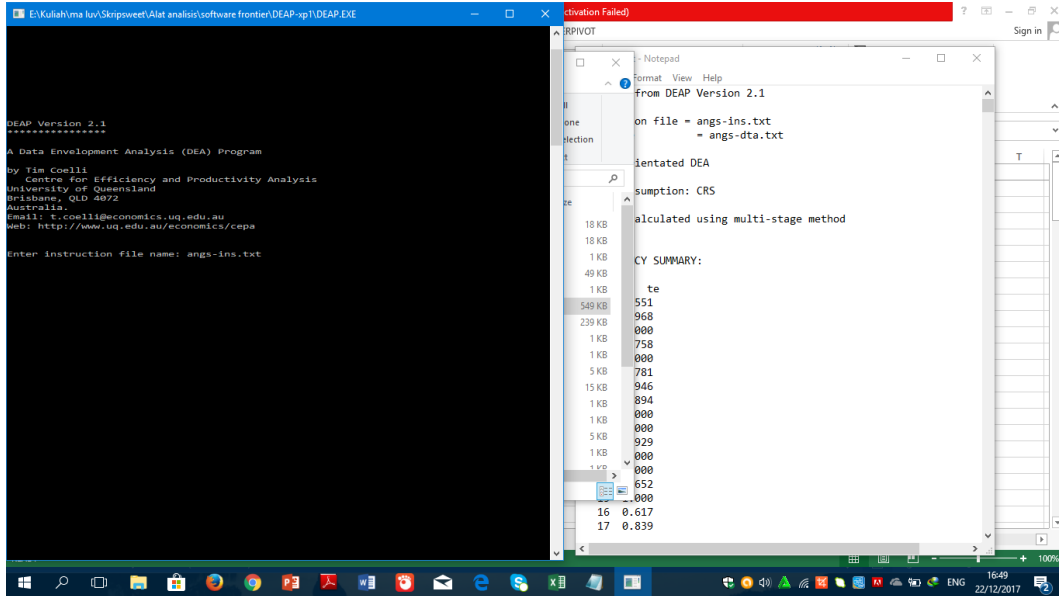 E:\Kuliah\ma luv\Skripsweet\Alat analisis\software frontier\DEAP-xp1\DEAP.EXE
DEAP Version 2.1
****************
A Data Envelopment Analysis (DEA) Program
by Tim Coelli
Centre for Efficiency and Productivity Analysis
University of Queensland
Brisbane, QLD 4072
Australia.
Email: t.coelli@economics.uq.edu.au
Web: http://www.uq.edu.au/economics/cepa
Enter instruction file name: angs-ins.txt
ctivation Failed)
ERPIVOT
Sign in
T
one
election
ze
18 KB
18 KB
1 KB
49 KB
1 KB
549 KB
239 KB
1 KB
1 KB
5 KB
15 KB
1 KB
1 KB
5 KB
1 KB
1 KB
- Notepad
Format View Help
from DEAP Version 2.1
on file = angs-ins.txt
= angs-dta.txt
ientated DEA
sumption: CRS
alculated using multi-stage method
CY SUMMARY:
te
551
968
000
758
000
781
946
894
000
000
929
000
000
652
000
16 0.617
17 0.839
100%
ENG
16:49
22/12/2017